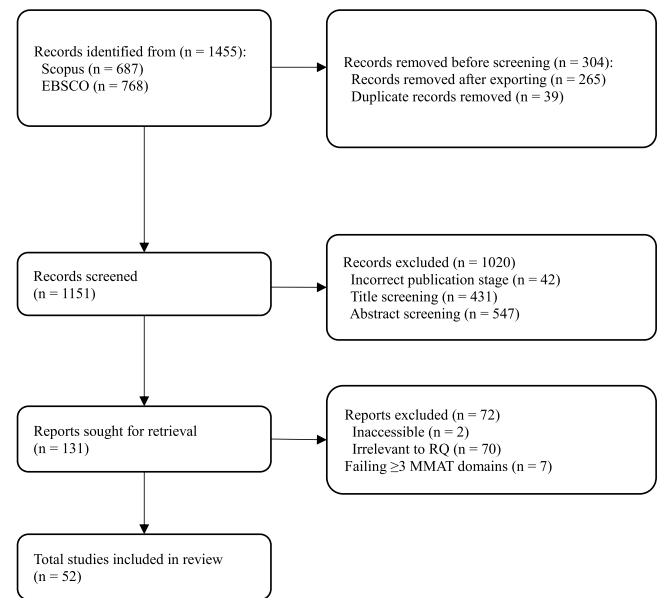 Records identified from (n = 1455):
Scopus (n = 687)
EBSCO (n = 768)
Records removed before screening (n = 304):
Records removed after exporting (n = 265)
Duplicate records removed (n = 39)
Records screened
(n = 1151)
Records excluded (n = 1020)
Incorrect publication stage (n = 42)
Title screening (n = 431)
Abstract screening (n = 547)
Reports sought for retrieval
(n = 131)
Reports excluded (n = 72)
Inaccessible (n = 2)
Irrelevant to RQ (n = 70)
Failing ≥3 MMAT domains (n = 7)
Total studies included in review
(n = 52)